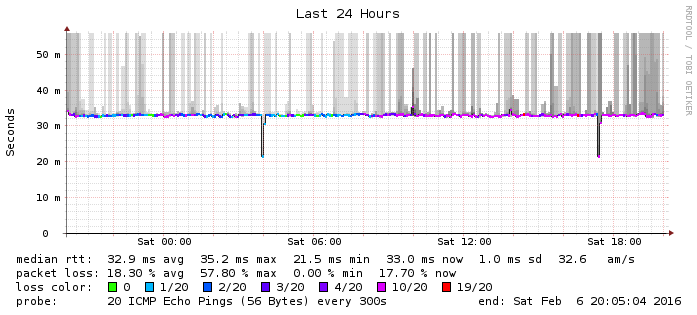 Last 24 Hours
RRDTOOL / TOBI OETIKER
Seconds
50 m
40 m
30 m
20 m
10 m
0
Sat 00:00 Sat 06:00 Sat 12:00 Sat 18:00
median rtt: 32.9 ms avg 35.2 ms max 21.5 ms min 33.0 ms now 1.0 ms sd 32.6 am/s
packet loss: 18.30 % avg 57.80 % max 0.00 % min 17.70 % now
loss color: 0 1/20 2/20 3/20 4/20 10/20 19/20
probe: 20 ICMP Echo Pings (56 Bytes) every 300s end: Sat Feb 6 20:05:04 2016